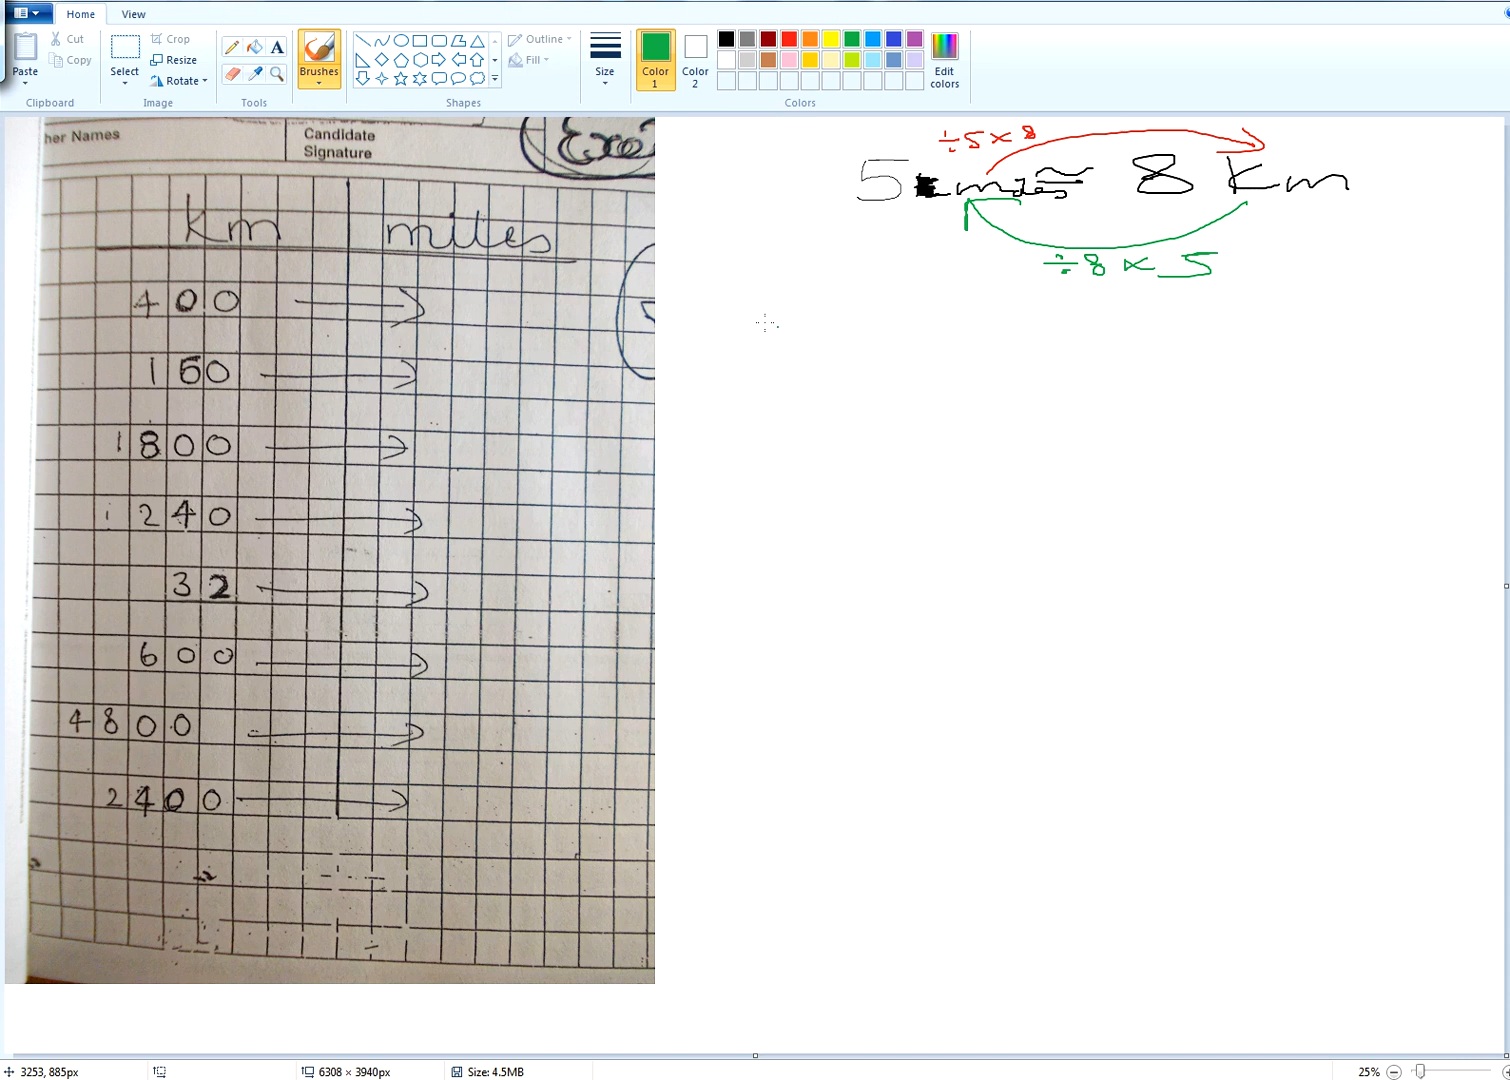 Home View
Cut
Copy
Paste
Clipboard
Crop
Resize
Rotate
Select
Image
A
Tools
Brushes
Outline
Fill
Shapes
Size
Color 1
Color 2
Edit colors
Colors
her Names
Candidate Signature
km miles
400
160
1800
1240
32
600
4800
2400
÷5×8
5 miles ≈ 8 Km
÷8×5
3253, 885px
6308 × 3940px
Size: 4.5MB
25%